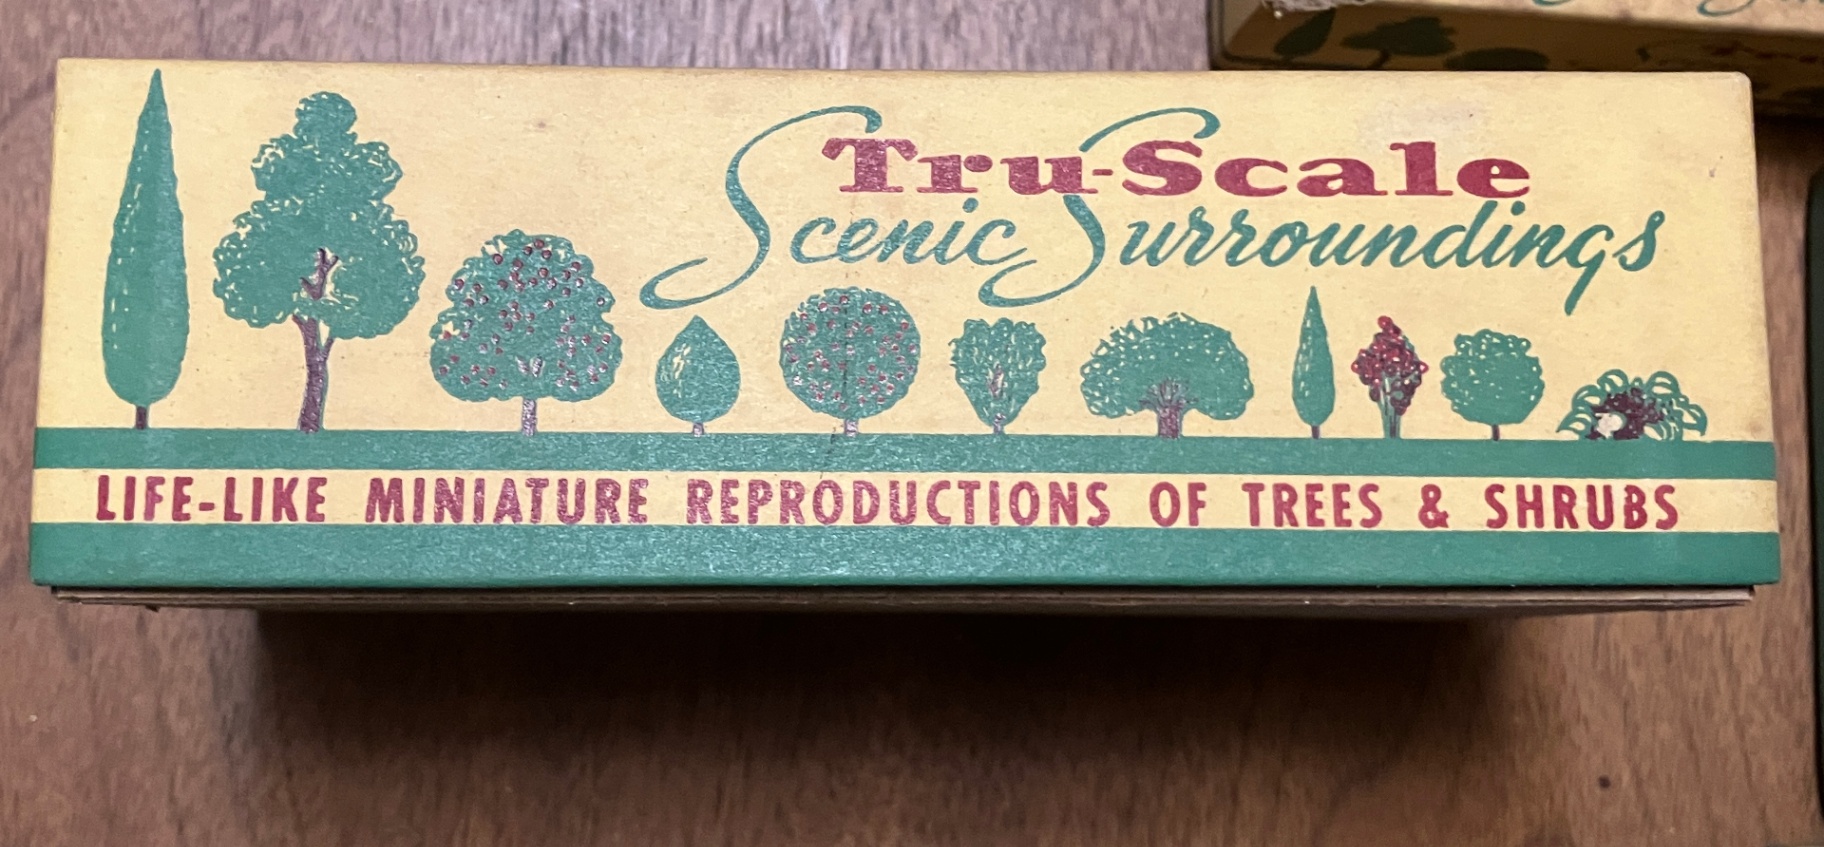 Tru-Scale
Scenic Surroundings
LIFE-LIKE MINIATURE REPRODUCTIONS OF TREES & SHRUBS